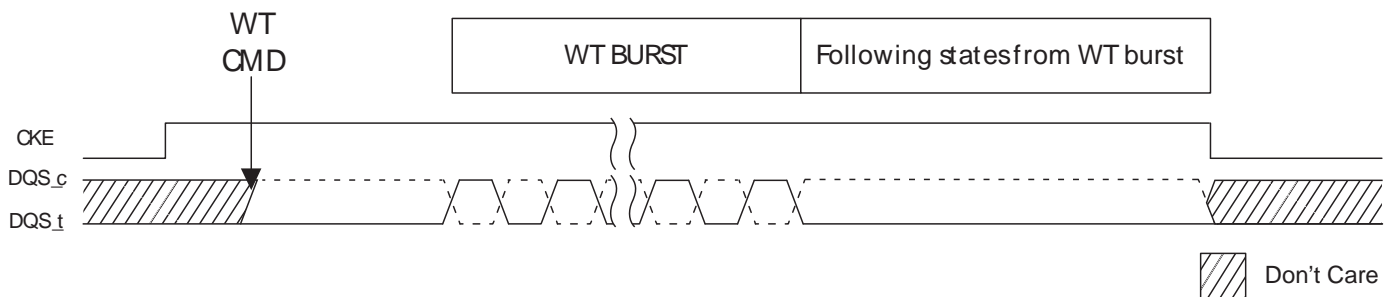 WT
CMD
WT BURST
Following states from WT burst
CKE
DQS_c
DQS_t
Don't Care